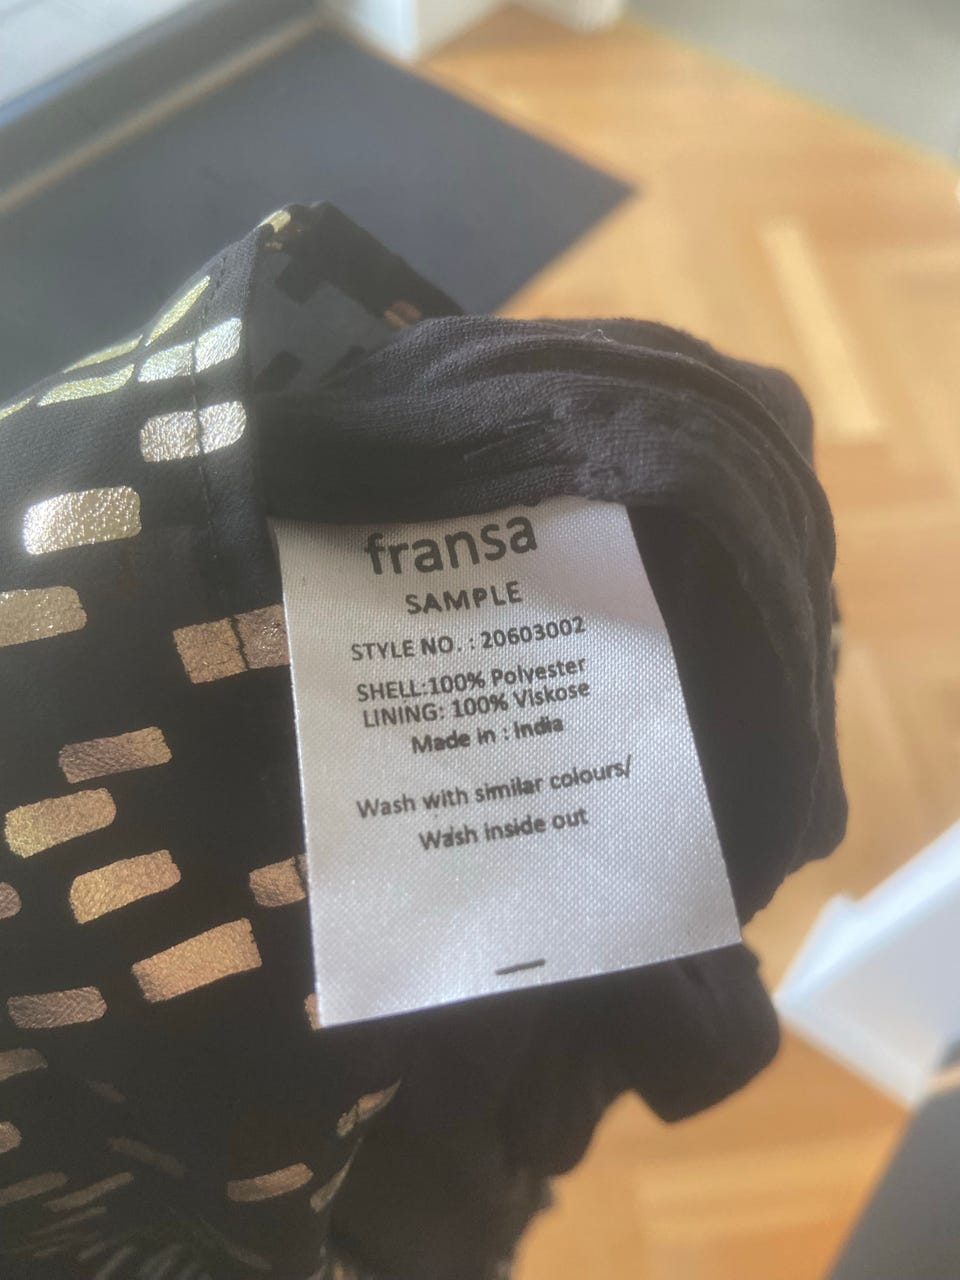 fransa
SAMPLE
STYLE NO. : 20603002
SHELL:100% Polyester
LINING: 100% Viskose
Made in : India
Wash with similar colours/
Wash inside out